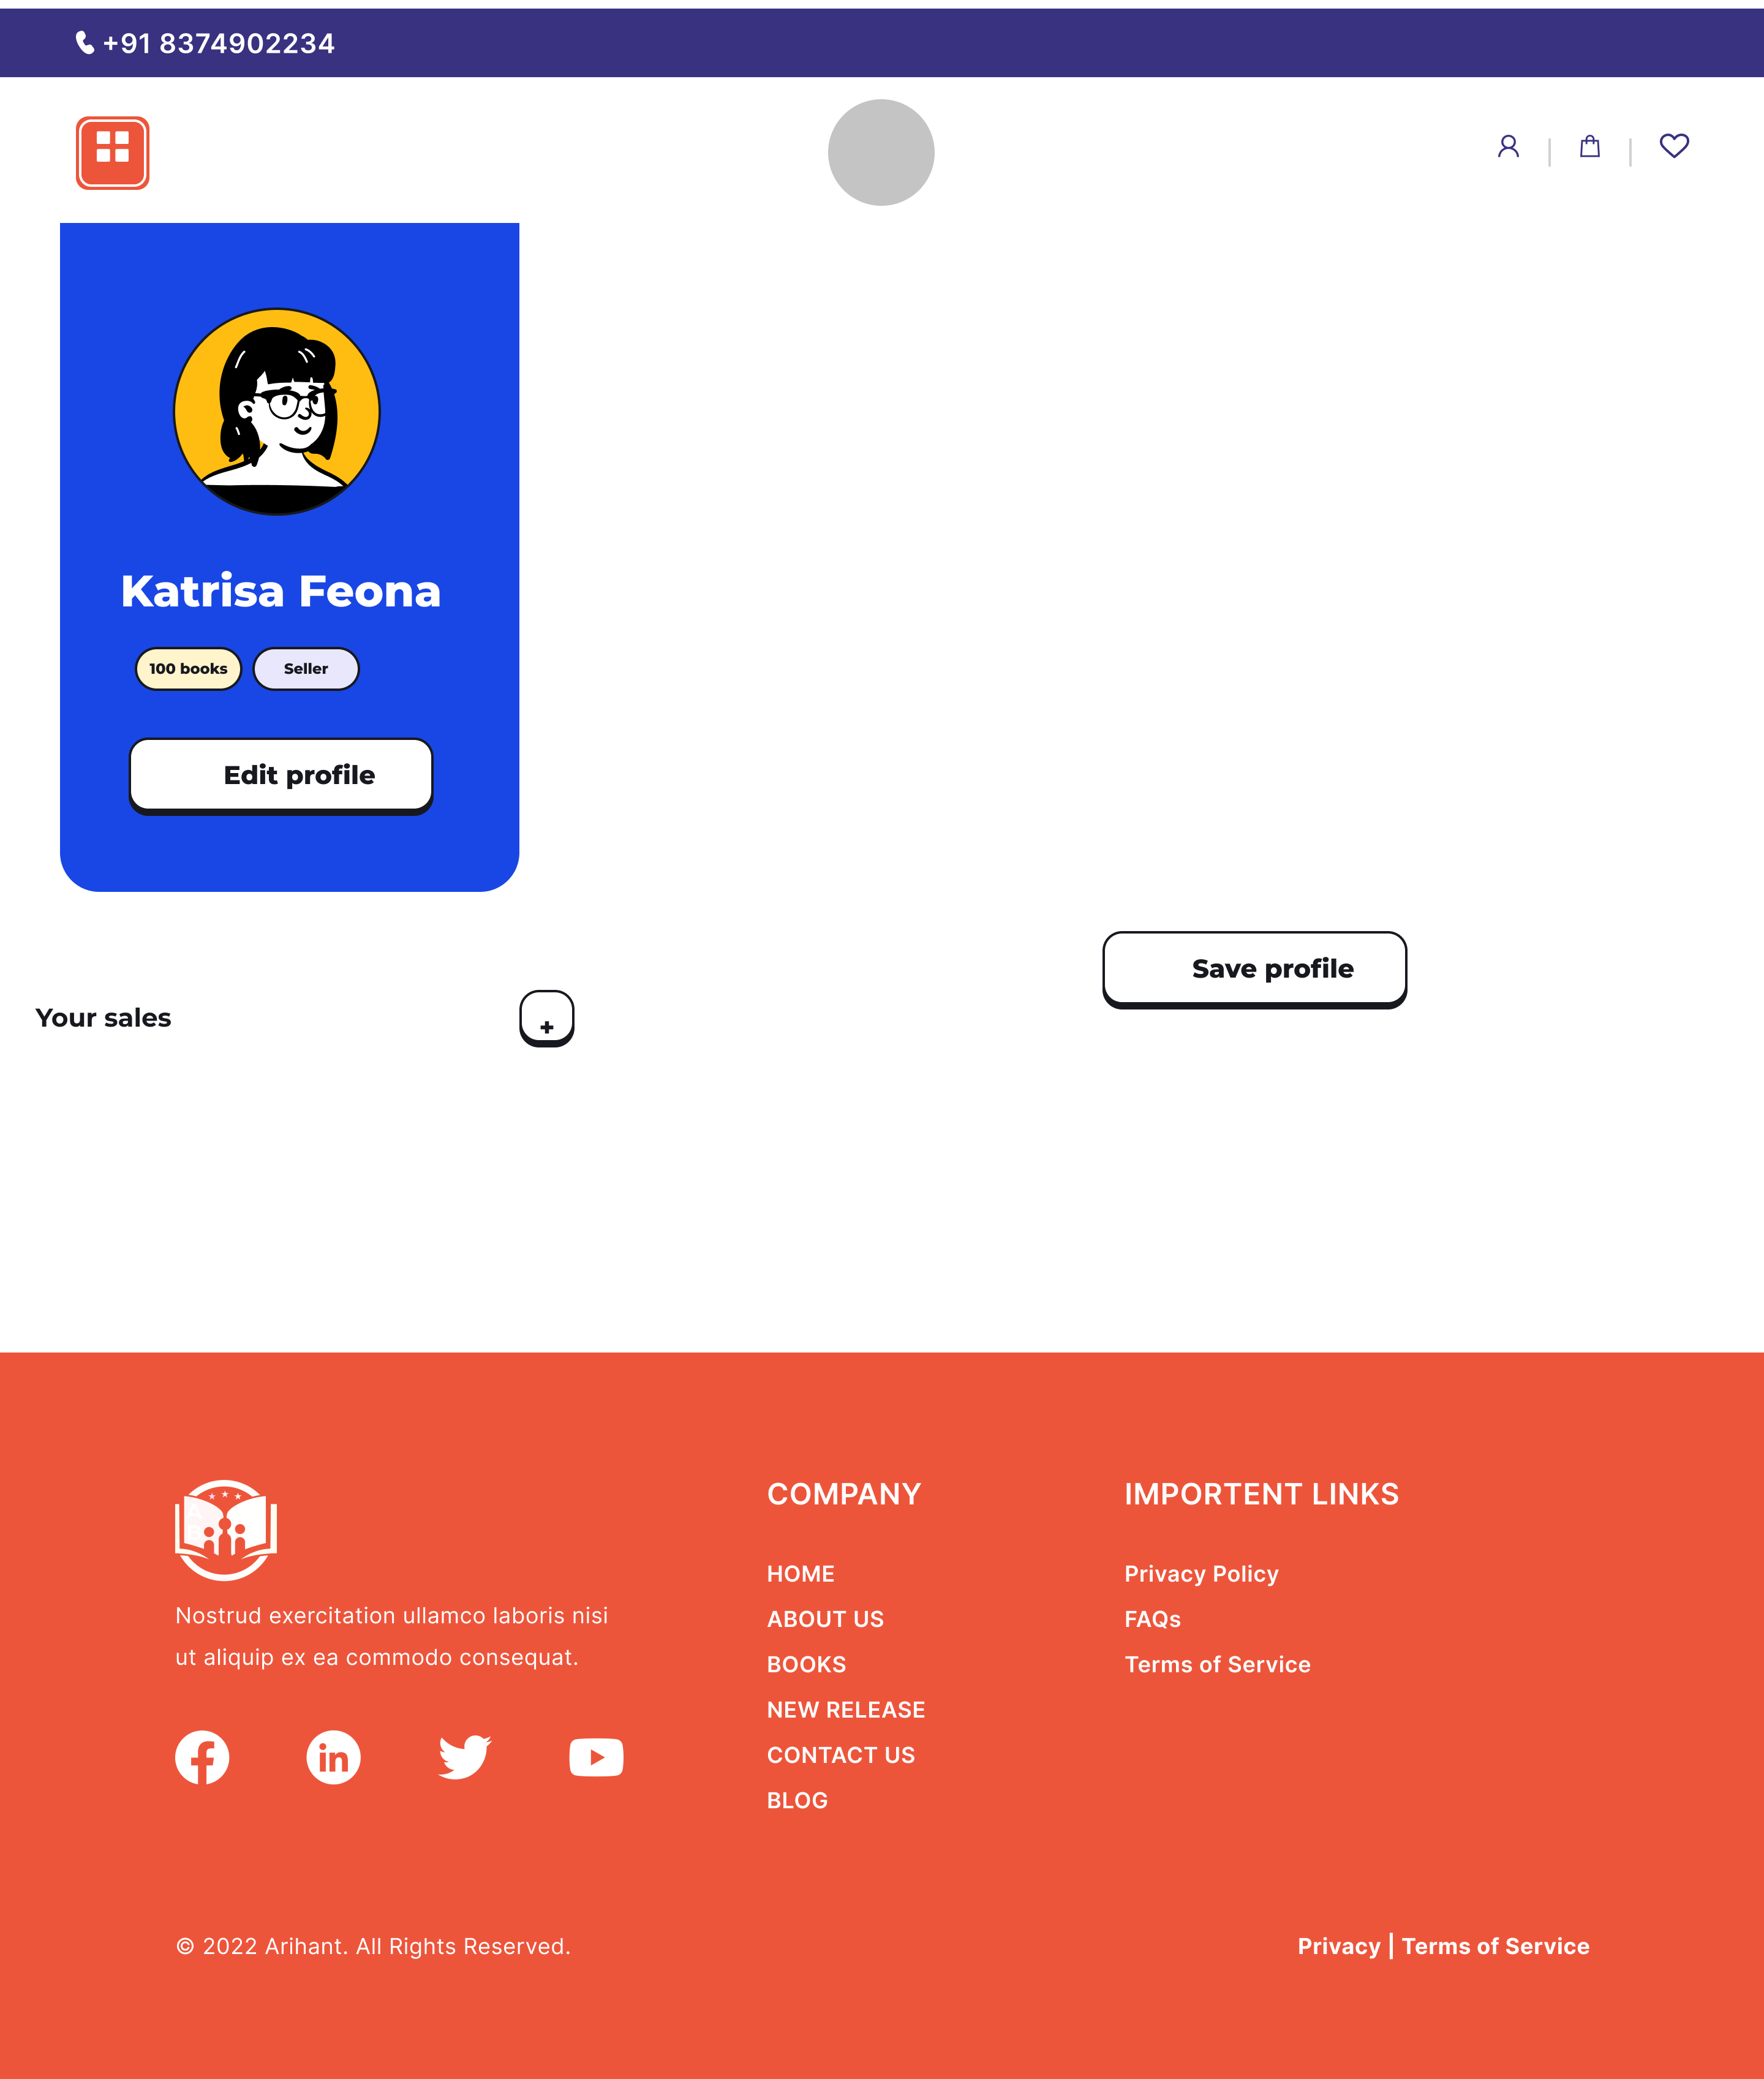 +91 8374902234
Katrisa Feona
100 books
Seller
Edit profile
Save profile
Your sales
+
COMPANY
HOME
ABOUT US
BOOKS
NEW RELEASE
CONTACT US
BLOG
IMPORTENT LINKS
Privacy Policy
FAQs
Terms of Service
Nostrud exercitation ullamco laboris nisi
ut aliquip ex ea commodo consequat.
© 2022 Arihant. All Rights Reserved.
Privacy | Terms of Service